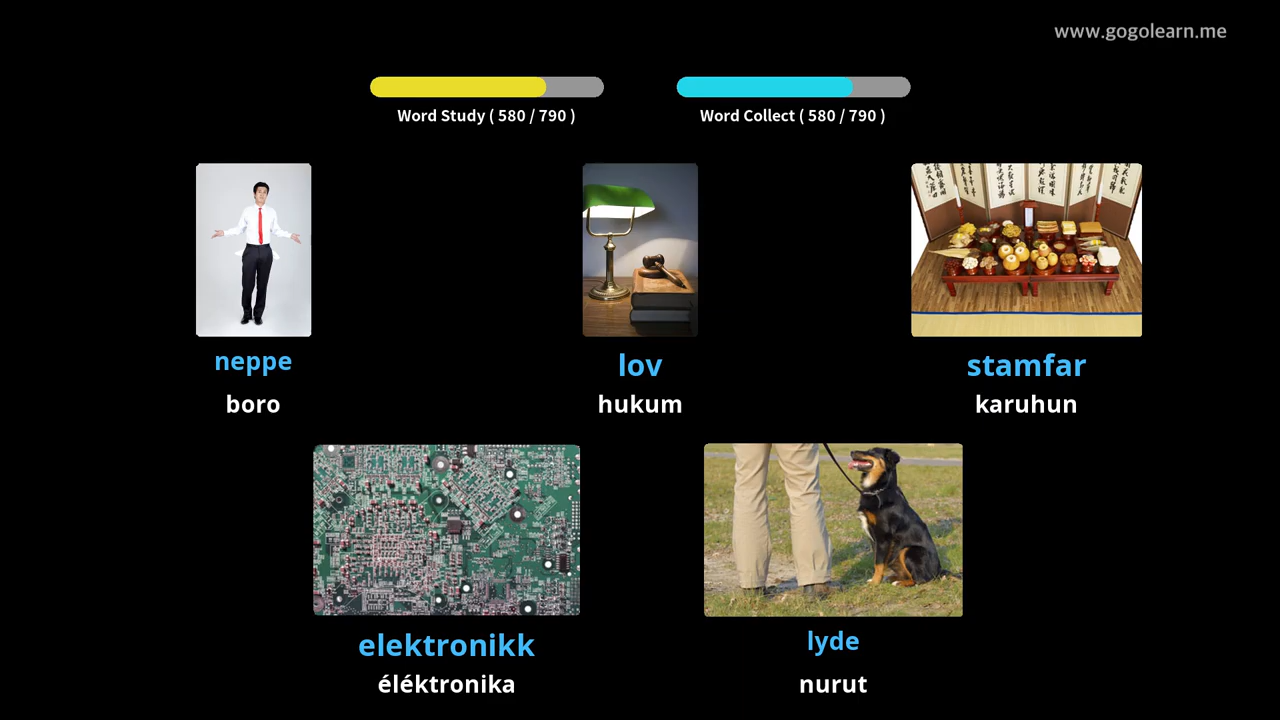 www.gogolearn.me
Word Study ( 580 / 790 )
Word Collect ( 580 / 790 )
neppe
boro
lov
hukum
stamfar
karuhun
elektronikk
éléktronika
lyde
nurut